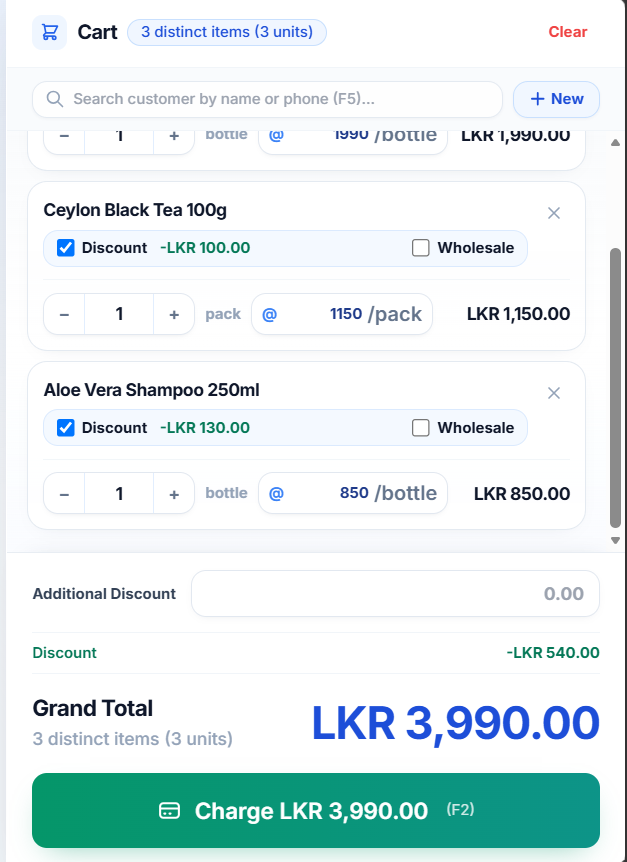 Cart 3 distinct items (3 units) Clear
Search customer by name or phone (F5)... + New
− 1 + bottle @ 1990 /bottle LKR 1,990.00
Ceylon Black Tea 100g
Discount -LKR 100.00 Wholesale
− 1 + pack @ 1150 /pack LKR 1,150.00
Aloe Vera Shampoo 250ml
Discount -LKR 130.00 Wholesale
− 1 + bottle @ 850 /bottle LKR 850.00
Additional Discount 0.00
Discount -LKR 540.00
Grand Total LKR 3,990.00
3 distinct items (3 units)
Charge LKR 3,990.00 (F2)